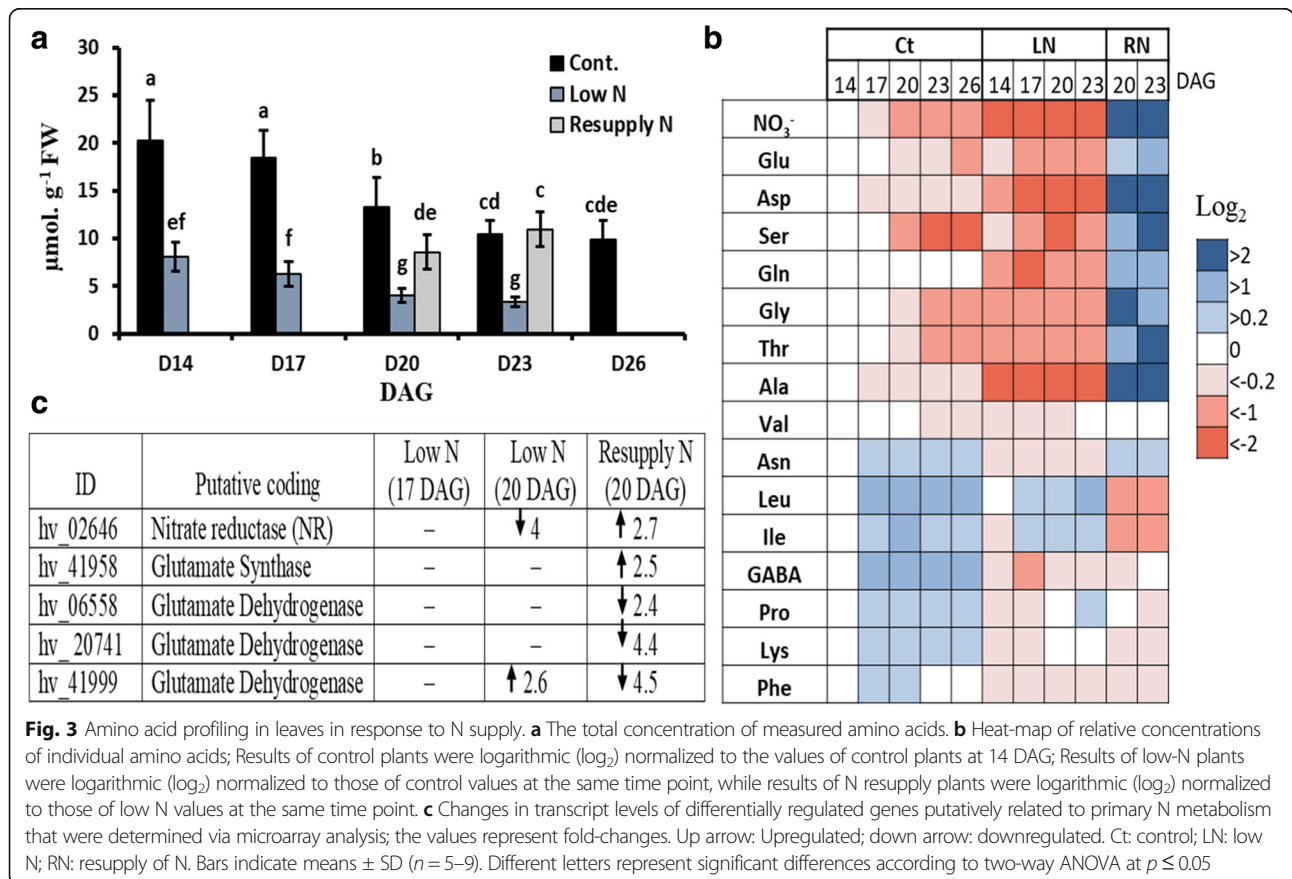 a
30
25
20
15
10
5
0
µmol. g-1 FW
Cont.
Low N
Resupply N
a
ef
a
f
b
g
de
cd
g
c
cde
D14 D17 D20 D23 D26
DAG
b
Ct LN RN
14 17 20 23 26 14 17 20 23 20 23 DAG
NO3-
Glu
Asp
Ser
Gln
Gly
Thr
Ala
Val
Asn
Leu
Ile
GABA
Pro
Lys
Phe
Log2
>2
>1
>0.2
0
<-0.2
<-1
<-2
c
ID Putative coding Low N (17 DAG) Low N (20 DAG) Resupply N (20 DAG)
hv_02646 Nitrate reductase (NR) – ↓ 4 ↑ 2.7
hv_41958 Glutamate Synthase – – ↑ 2.5
hv_06558 Glutamate Dehydrogenase – – ↓ 2.4
hv_ 20741 Glutamate Dehydrogenase – – ↓ 4.4
hv_41999 Glutamate Dehydrogenase – ↑ 2.6 ↓ 4.5
Fig. 3 Amino acid profiling in leaves in response to N supply. a The total concentration of measured amino acids. b Heat-map of relative concentrations
of individual amino acids; Results of control plants were logarithmic (log2) normalized to the values of control plants at 14 DAG; Results of low-N plants
were logarithmic (log2) normalized to those of control values at the same time point, while results of N resupply plants were logarithmic (log2) normalized
to those of low N values at the same time point. c Changes in transcript levels of differentially regulated genes putatively related to primary N metabolism
that were determined via microarray analysis; the values represent fold-changes. Up arrow: Upregulated; down arrow: downregulated. Ct: control; LN: low
N; RN: resupply of N. Bars indicate means ± SD (n = 5–9). Different letters represent significant differences according to two-way ANOVA at p ≤ 0.05